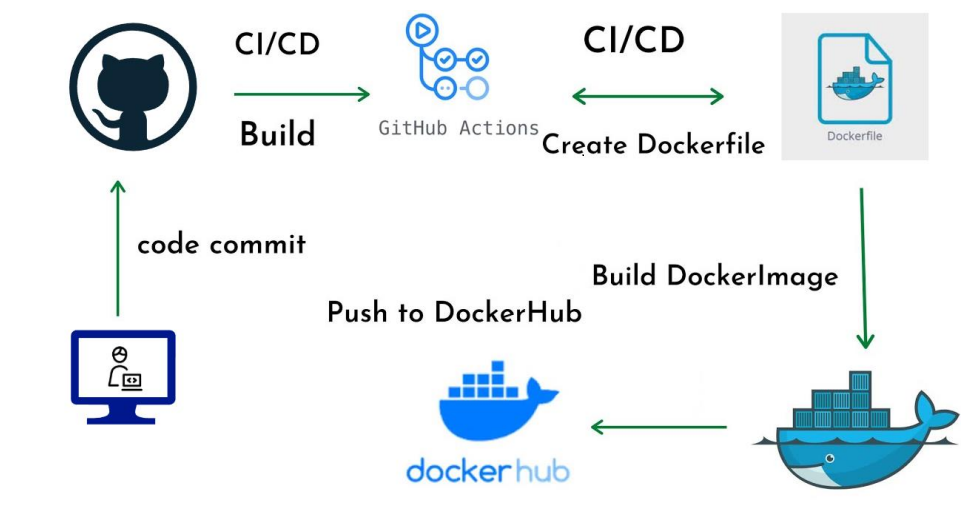 CI/CD
Build
GitHub Actions
CI/CD
Create Dockerfile
Dockerfile
code commit
Build DockerImage
Push to DockerHub
dockerhub